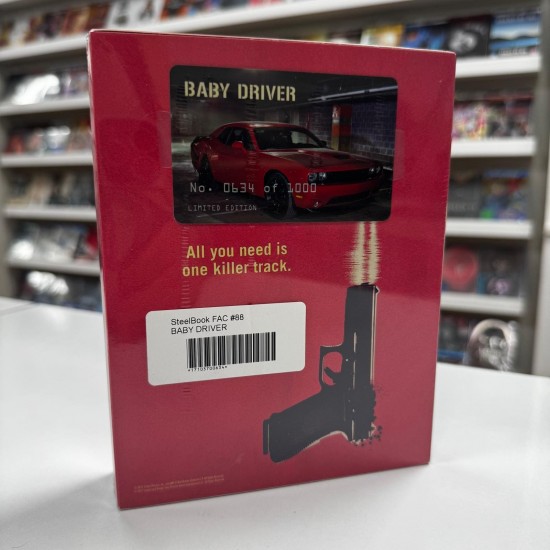 BABY DRIVER
No. 0634 of 1000
LIMITED EDITION
All you need is
one killer track.
SteelBook FAC #88
BABY DRIVER